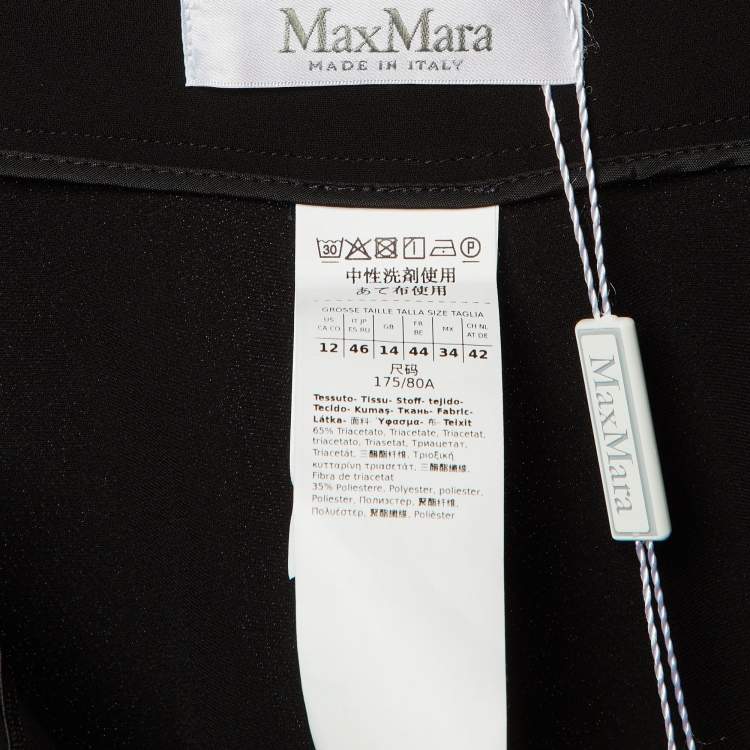 MaxMara
MADE IN ITALY
30
P
中性洗剤使用
あて布使用
GROSSE TAILLE TALLA SIZE TAGLIA
US CA CO IT JP ES RU GB FR BE MX CH NL AT DE
12 46 14 44 34 42
尺码
175/80A
Tessuto- Tissu- Stoff- tejido-
Tecido- Kumaş- Ткань- Fabric-
Látka- 面料- Ύφασμα- 布- Teixit
65% Triacetato, Triacetate, Triacetat,
triacetato, Triasetat, Триацетат,
Triacetát, 三醋酯纤维, Τριοξική
κυτταρίνη τριασετάτ, 三醋酯纖維,
Fibra de triacetat
35% Poliestere, Polyester, poliester,
Poliéster, Полиэстер, 聚酯纤维,
Πολυέστερ, 聚酯纖維, Polièster
MaxMara